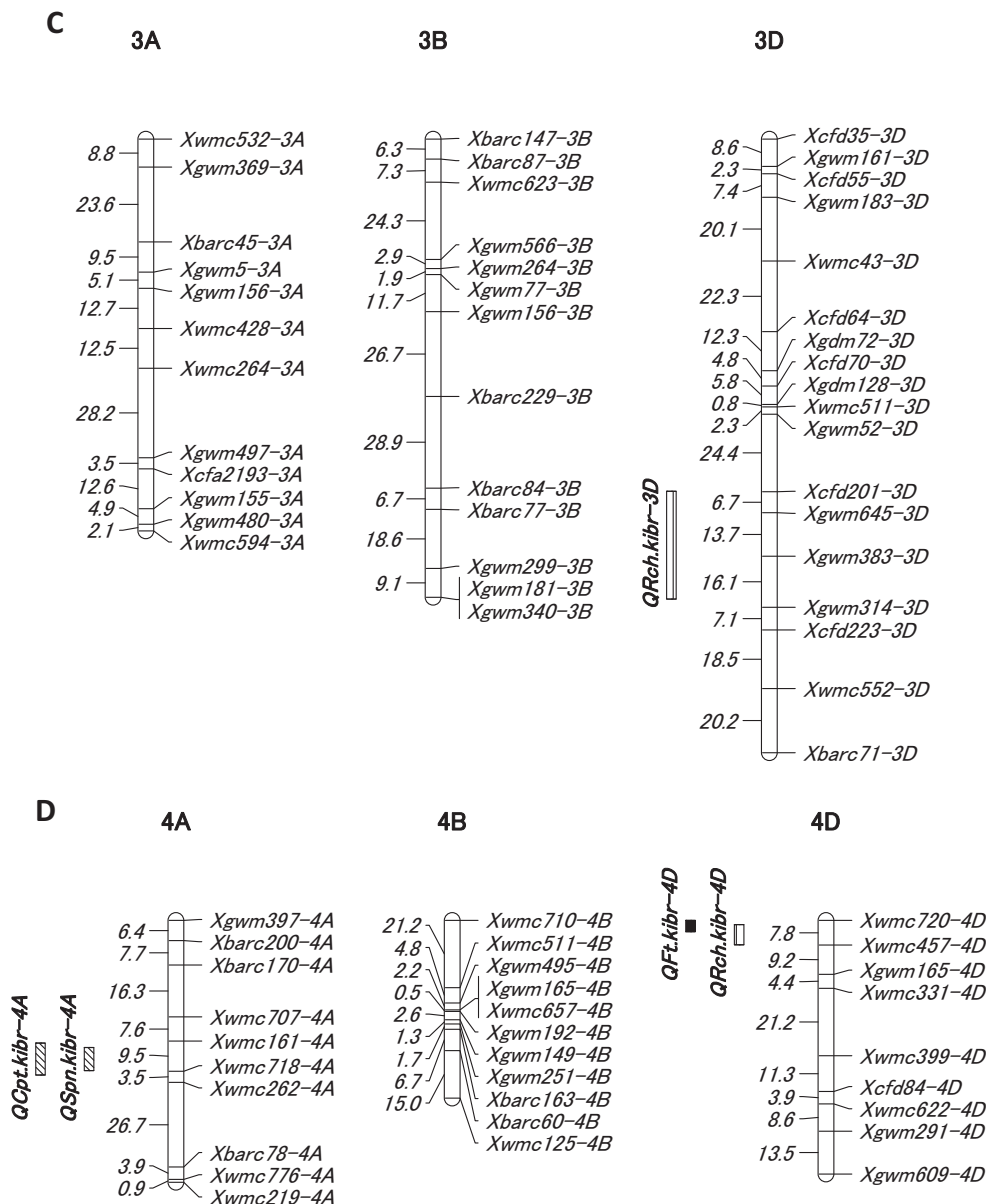 C
3A
3B
3D
8.8
23.6
9.5
5.1
12.7
12.5
28.2
3.5
12.6
4.9
2.1
Xwmc532-3A
Xgwm369-3A
Xbarc45-3A
Xgwm5-3A
Xgwm156-3A
Xwmc428-3A
Xwmc264-3A
Xgwm497-3A
Xcfa2193-3A
Xgwm155-3A
Xgwm480-3A
Xwmc594-3A
6.3
7.3
24.3
2.9
1.9
11.7
26.7
28.9
6.7
18.6
9.1
Xbarc147-3B
Xbarc87-3B
Xwmc623-3B
Xgwm566-3B
Xgwm264-3B
Xgwm77-3B
Xgwm156-3B
Xbarc229-3B
Xbarc84-3B
Xbarc77-3B
Xgwm299-3B
Xgwm181-3B
Xgwm340-3B
QRch.kibr-3D
8.6
2.3
7.4
20.1
22.3
12.3
4.8
5.8
0.8
2.3
24.4
6.7
13.7
16.1
7.1
18.5
20.2
Xcfd35-3D
Xgwm161-3D
Xcfd55-3D
Xgwm183-3D
Xwmc43-3D
Xcfd64-3D
Xgdm72-3D
Xcfd70-3D
Xgdm128-3D
Xwmc511-3D
Xgwm52-3D
Xcfd201-3D
Xgwm645-3D
Xgwm383-3D
Xgwm314-3D
Xcfd223-3D
Xwmc552-3D
Xbarc71-3D
D
4A
4B
4D
QCpt.kibr-4A
QSpn.kibr-4A
6.4
7.7
16.3
7.6
9.5
3.5
26.7
3.9
0.9
Xgwm397-4A
Xbarc200-4A
Xbarc170-4A
Xwmc707-4A
Xwmc161-4A
Xwmc718-4A
Xwmc262-4A
Xbarc78-4A
Xwmc776-4A
Xwmc219-4A
21.2
4.8
2.2
0.5
2.6
1.3
1.7
6.7
15.0
Xwmc710-4B
Xwmc511-4B
Xgwm495-4B
Xgwm165-4B
Xwmc657-4B
Xgwm192-4B
Xgwm149-4B
Xgwm251-4B
Xbarc163-4B
Xbarc60-4B
Xwmc125-4B
QFt.kibr-4D
QRch.kibr-4D
7.8
9.2
4.4
21.2
11.3
3.9
8.6
13.5
Xwmc720-4D
Xwmc457-4D
Xgwm165-4D
Xwmc331-4D
Xwmc399-4D
Xcfd84-4D
Xwmc622-4D
Xgwm291-4D
Xgwm609-4D